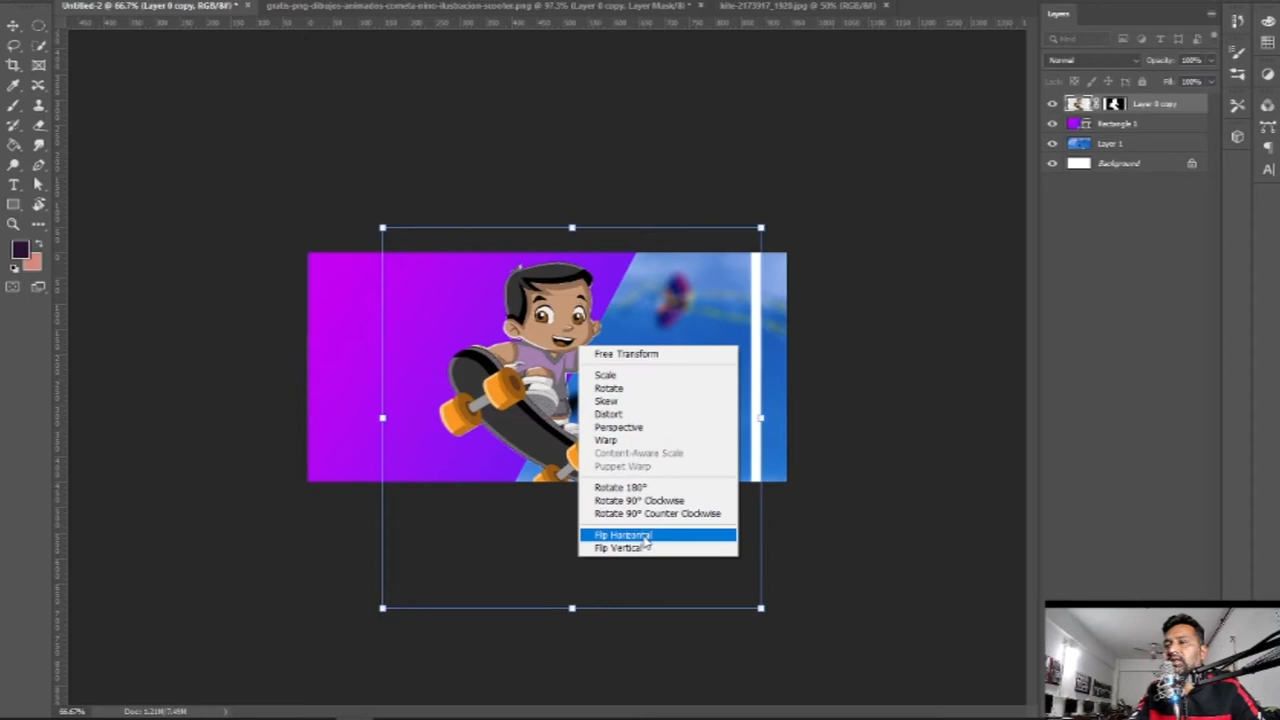 Untitled-2 @ 66.7% (Layer 0 copy, RGB/8#) * ×
gratis-png-dibujos-animados-cometa-nino-ilustracion-scooter.png @ 97.3% (Layer 0 copy, Layer Mask/8) * ×
kite-2173917_1920.jpg @ 50% (RGB/8#) ×
Layers
Kind
Normal
Opacity: 100%
Lock:
Fill: 100%
Layer 0 copy
Rectangle 1
Layer 1
Background
Free Transform
Scale
Rotate
Skew
Distort
Perspective
Warp
Content-Aware Scale
Puppet Warp
Rotate 180°
Rotate 90° Clockwise
Rotate 90° Counter Clockwise
Flip Horizontal
Flip Vertical
66.67%
Doc: 1.21M/7.49M